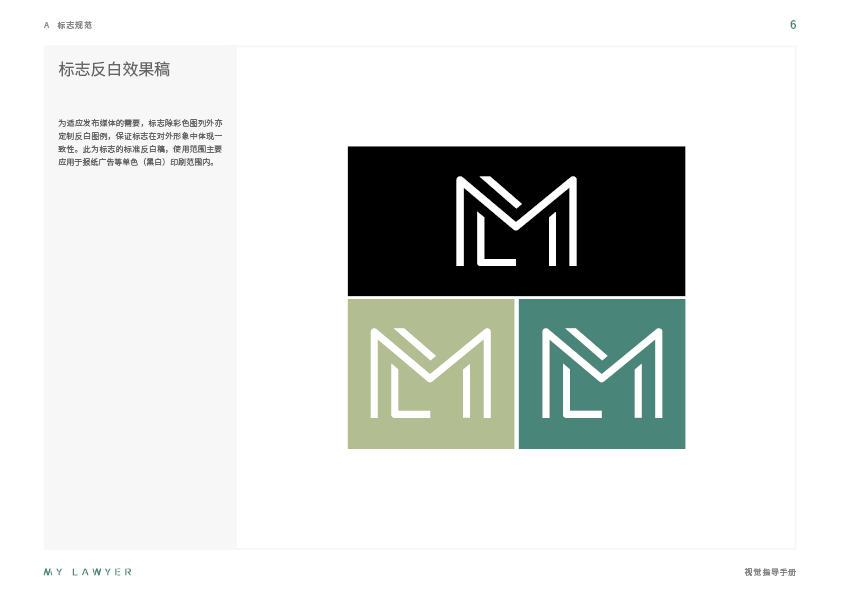 A 标志规范
6
标志反白效果稿
为适应发布媒体的需要，标志除彩色图列外亦
定制反白图例，保证标志在对外形象中体现一
致性。此为标志的标准反白稿，使用范围主要
应用于报纸广告等单色（黑白）印刷范围内。
MY LAWYER
视觉指导手册